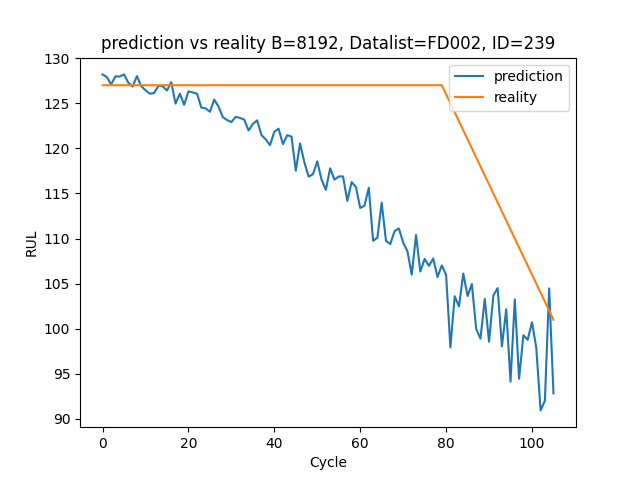 prediction vs reality B=8192, Datalist=FD002, ID=239
prediction
reality
RUL
130
125
120
115
110
105
100
95
90
0 20 40 60 80 100
Cycle